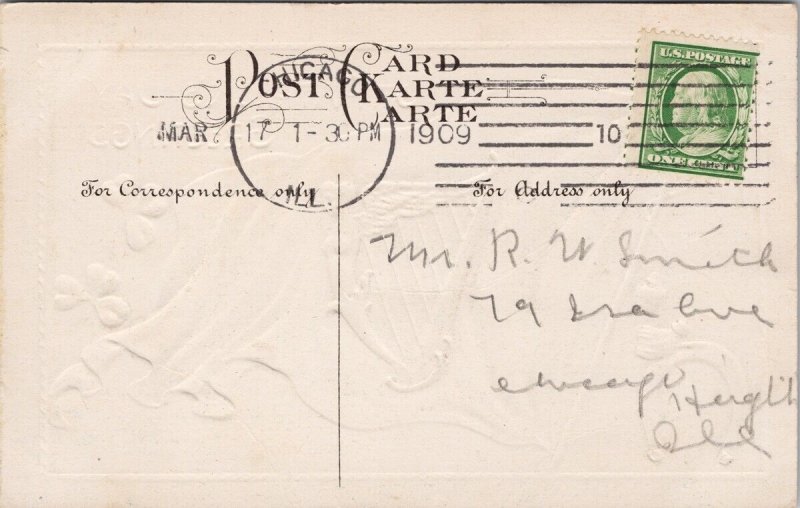 POST CARD
KARTE
CARTE
CHICAGO
MAR 17 1-30 PM 1909 10
ILL.
U.S. POSTAGE
ONE CENT
For Correspondence only
For Address only
Mr. R. W Smith
79 Ave
Chicago
Heights
Ill